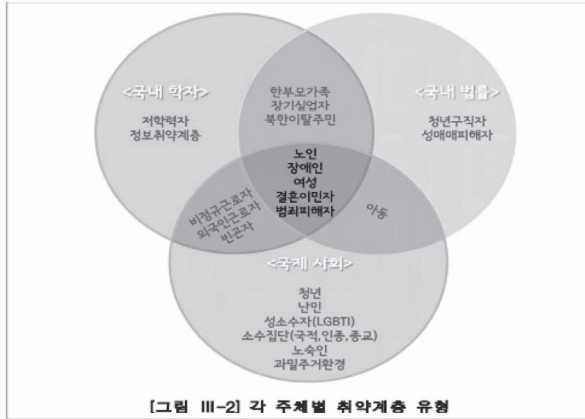 <국내 학자>
저학력자
정보취약계층
한부모가족
장기실업자
북한이탈주민
<국내 법률>
청년구직자
성매매피해자
노인
장애인
여성
결혼이민자
범죄피해자
비정규근로자
외국인근로자
빈곤자
아동
<국제 사회>
청년
난민
성소수자(LGBTI)
소수집단(국적,인종,종교)
노숙인
과밀주거환경
[그림 Ⅲ-2] 각 주체별 취약계층 유형